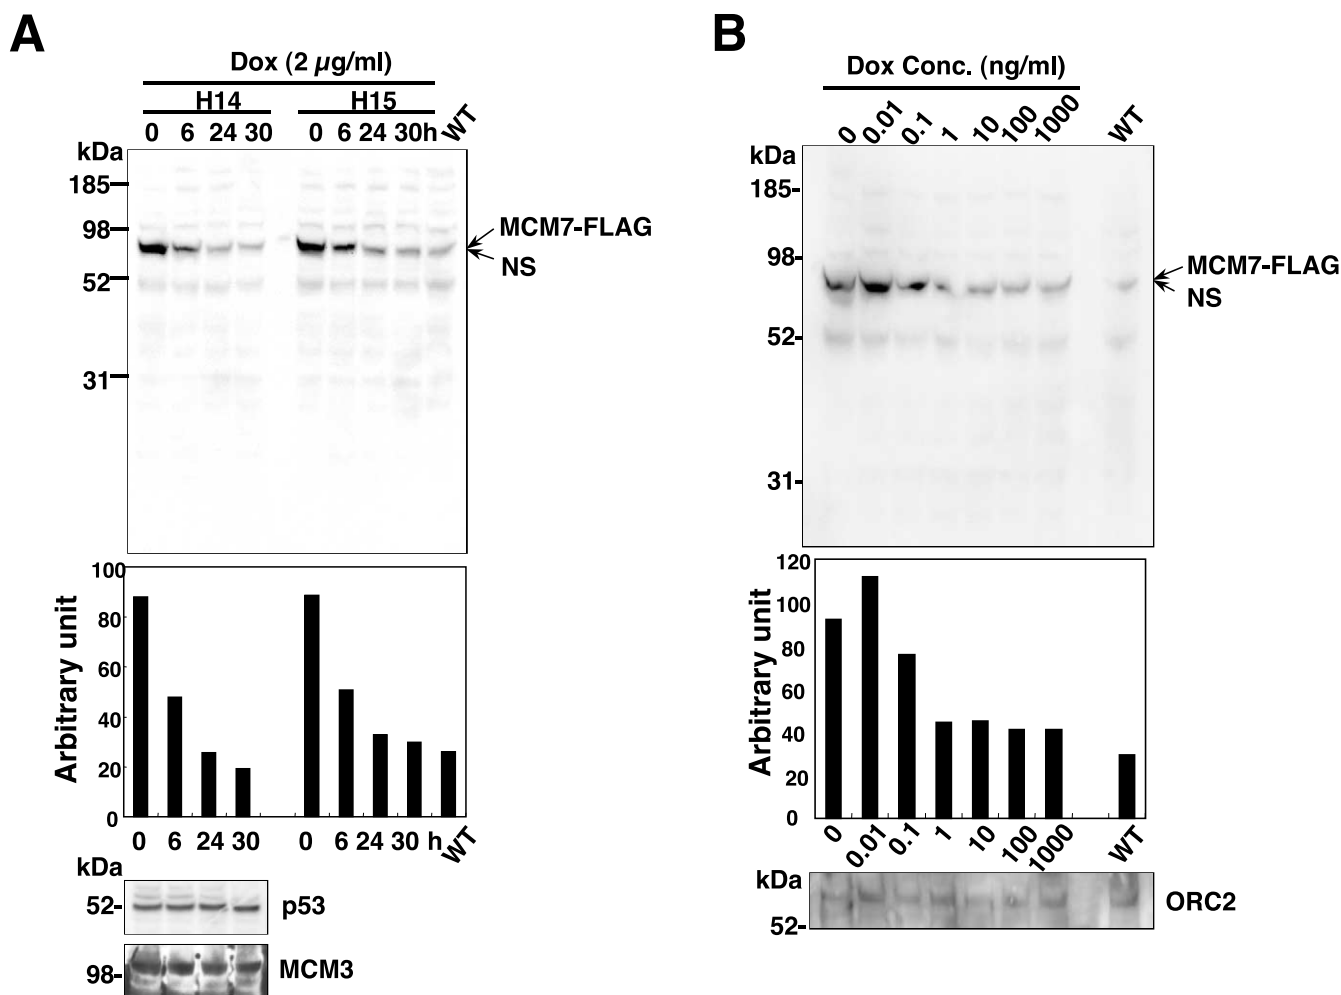 A
Dox (2 µg/ml)
H14 H15
0 6 24 30 0 6 24 30h WT
kDa
185
98
52
31
MCM7-FLAG
NS
Arbitrary unit
100
80
60
40
20
0
0 6 24 30 0 6 24 30 h WT
kDa
52
p53
98
MCM3
B
Dox Conc. (ng/ml)
0 0.01 0.1 1 10 100 1000 WT
kDa
185
98
52
31
MCM7-FLAG
NS
Arbitrary unit
120
100
80
60
40
20
0
0 0.01 0.1 1 10 100 1000 WT
kDa
52
ORC2